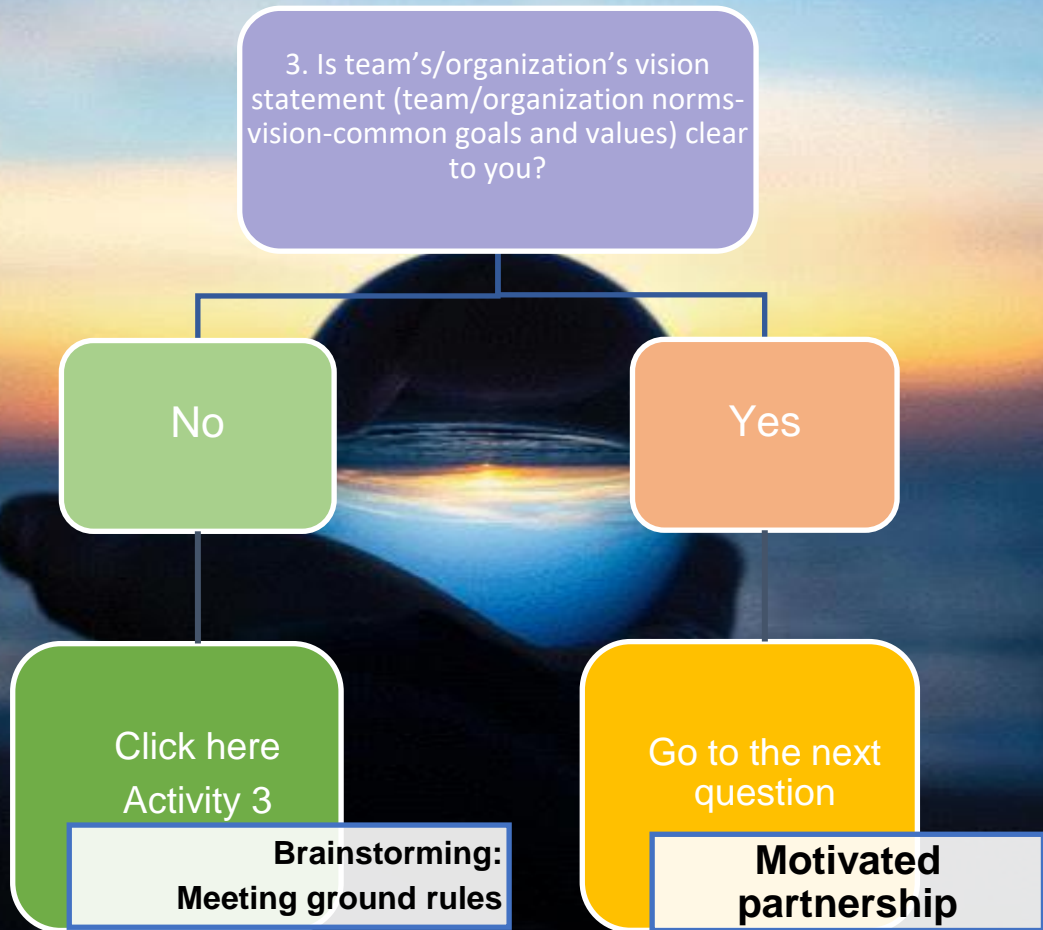 3. Is team’s/organization’s vision
statement (team/organization norms-
vision-common goals and values) clear
to you?
No
Yes
Click here
Activity 3
Brainstorming:
Meeting ground rules
Go to the next
question
Motivated
partnership